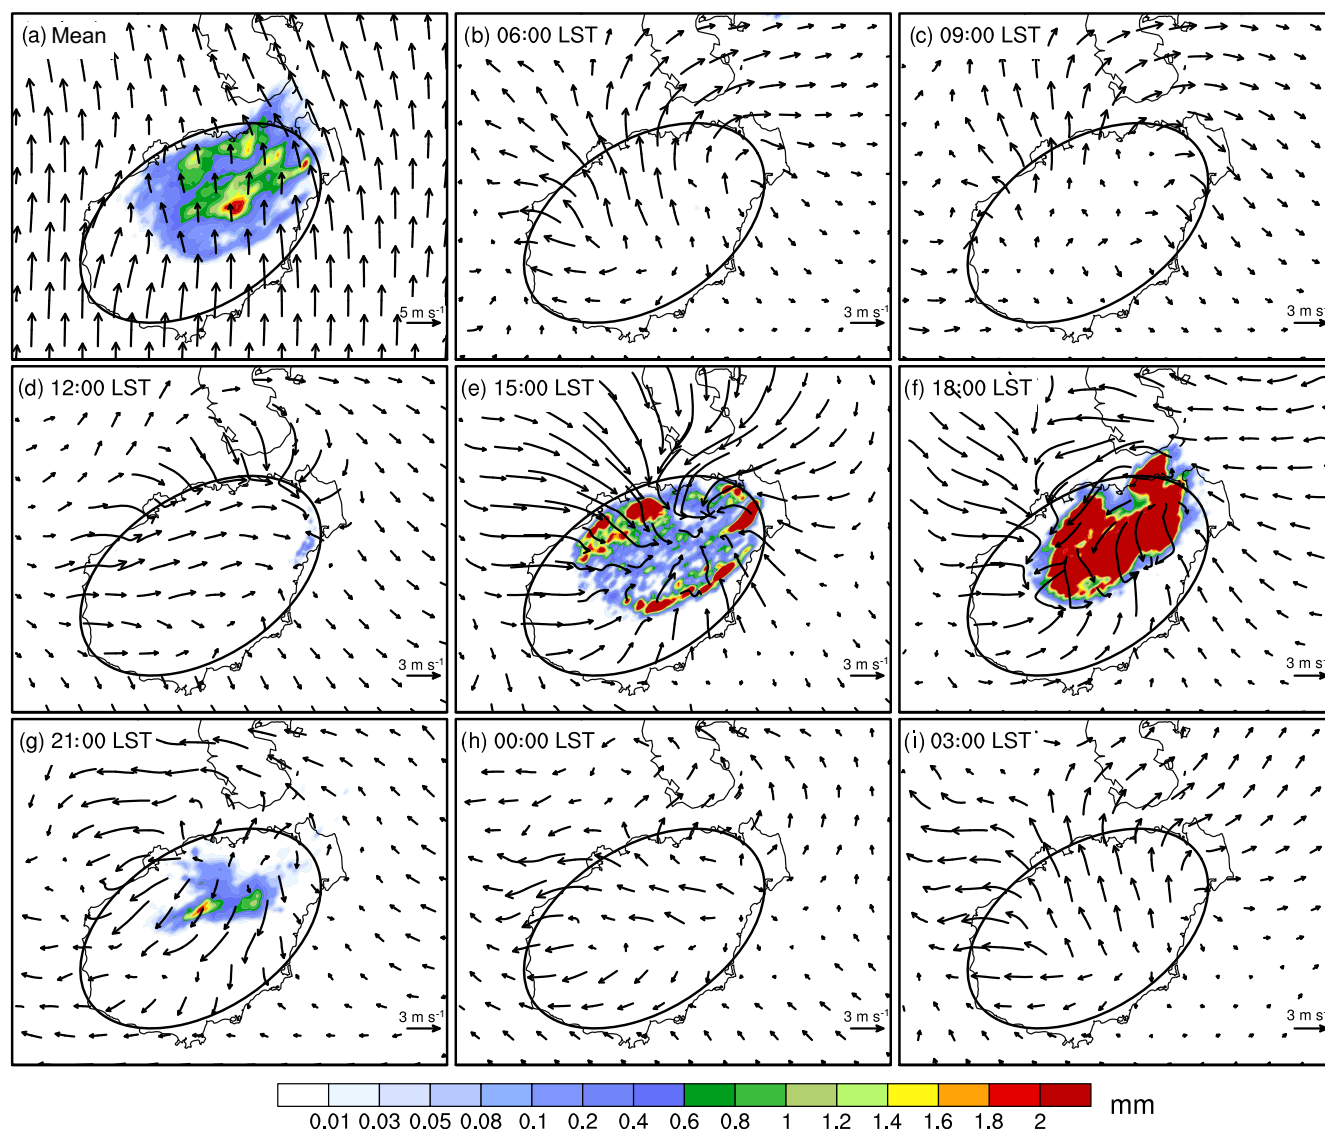 (a) Mean
5 m s⁻¹
(b) 06:00 LST
3 m s⁻¹
(c) 09:00 LST
3 m s
(d) 12:00 LST
3 m s⁻¹
(e) 15:00 LST
3 m s⁻¹
(f) 18:00 LST
3 m s
(g) 21:00 LST
3 m s⁻¹
(h) 00:00 LST
3 m s⁻¹
(i) 03:00 LST
3 m s
0.01 0.03 0.05 0.08 0.1 0.2 0.4 0.6 0.8 1 1.2 1.4 1.6 1.8 2 mm